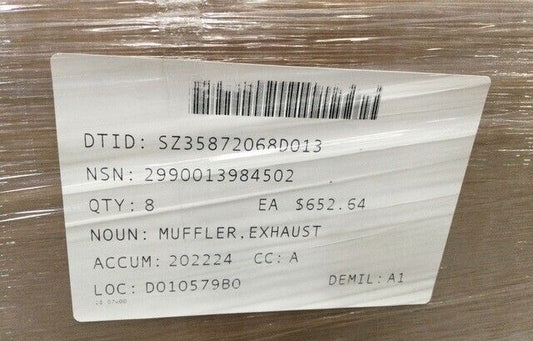 DTID: SZ35872068D013
NSN: 2990013984502
QTY: 8 EA $652.64
NOUN: MUFFLER,EXHAUST
ACCUM: 202224 CC: A
LOC: D010579B0 DEMIL: A1